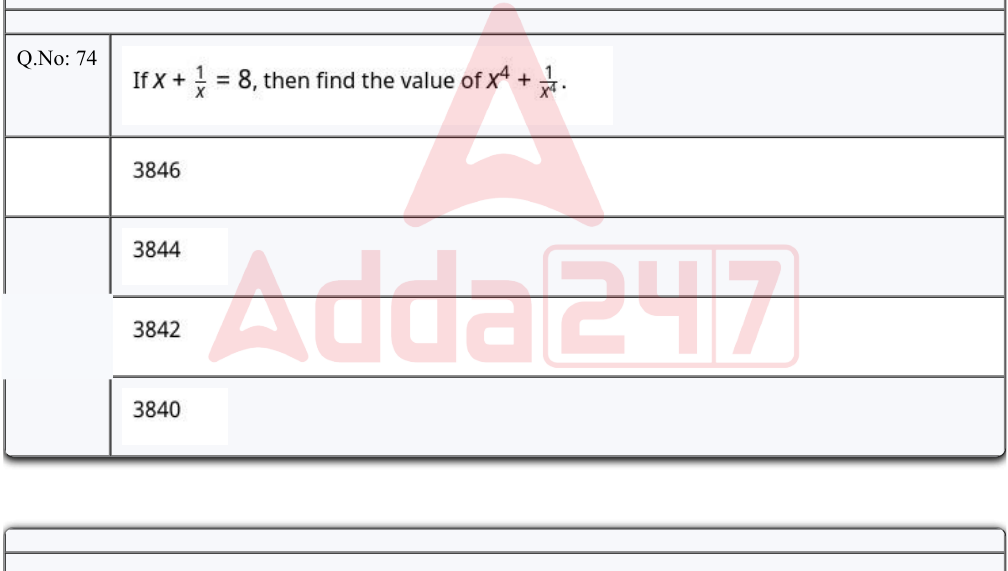 Q.No: 74
If x + 1/x = 8, then find the value of x⁴ + 1/x⁴.
3846
3844
Adda247
3842
3840